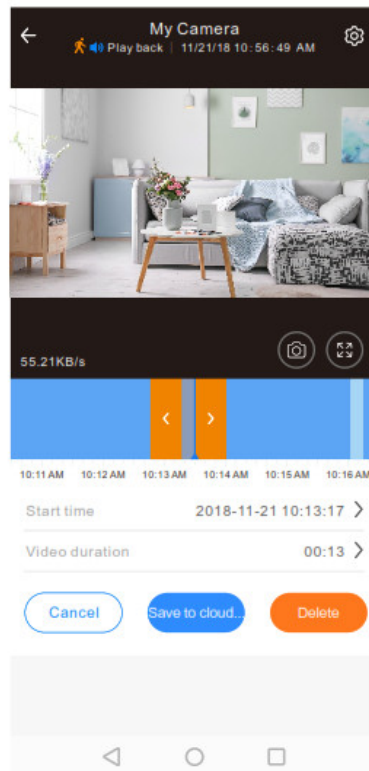 My Camera
Play back | 11/21/18 10:56:49 AM
55.21KB/s
10:11 AM 10:12 AM 10:13 AM 10:14 AM 10:15 AM 10:16 AM
Start time 2018-11-21 10:13:17
Video duration 00:13
Cancel Save to cloud... Delete